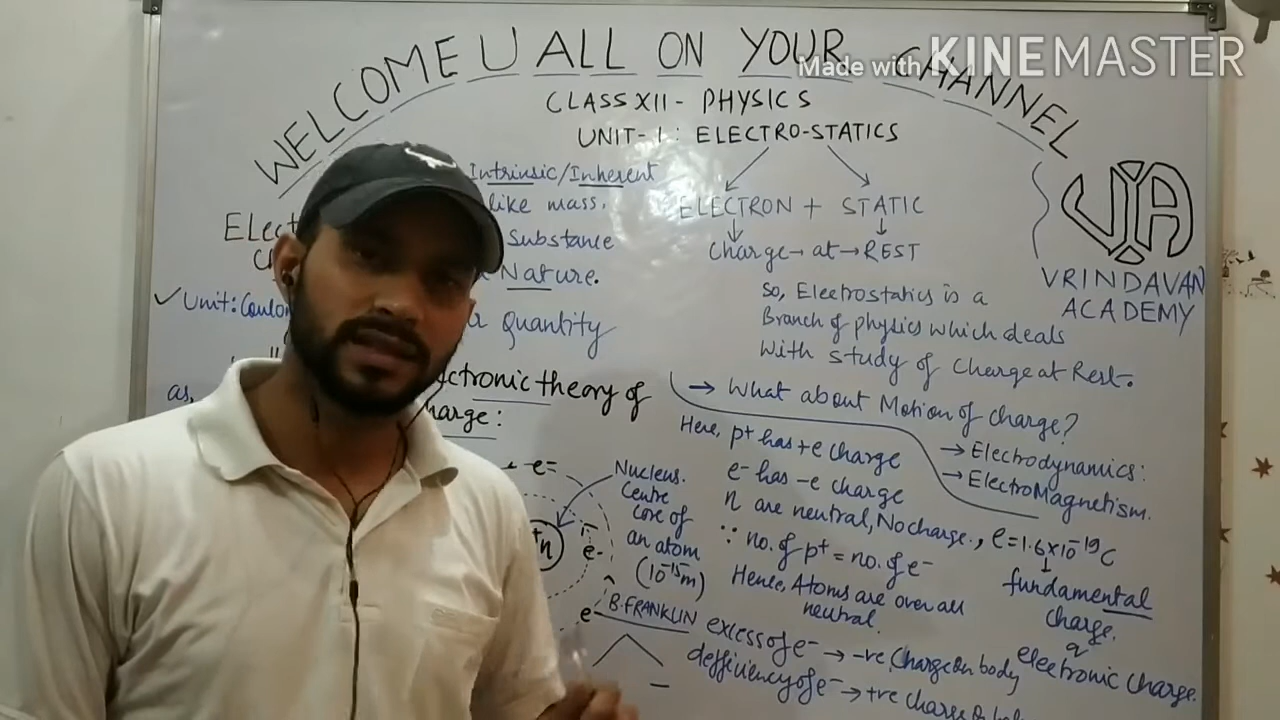 WELCOME U ALL ON YOUR CHANNEL
Made with KINEMASTER
CLASS XII - PHYSICS
UNIT-1: ELECTRO-STATICS
Intrinsic/Inherent
like mass.
Substance
Nature.
✓ Unit:
Quantity
as,
theory of
ELECTRON + STATIC
Charge → at → REST
So, Electrostatics is a
Branch of physics which deals
With study of Charge at Rest.
VRINDAVAN
ACADEMY
→ What about Motion of charge?
→ Electrodynamics:
→ ElectroMagnetism.
e-
Nucleus.
Centre
core of
an atom
(10-15m)
n
e-
e-
B.FRANKLIN
-
Here, p+ has +e charge
e- has -e charge
n are neutral, No charge., e=1.6×10-19C
∵ no. of p+ = no. of e-
Hence, Atoms are over all
neutral.
fundamental
charge.
electronic charge.
excess of e- → -ve Charge on body
defficiency of e- → +ve